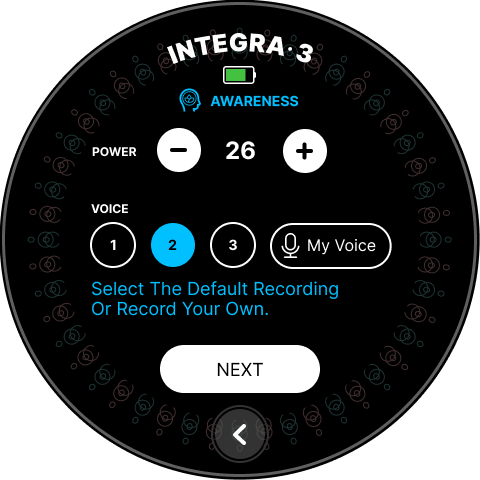 INTEGRA·3
AWARENESS
POWER
26
VOICE
1 2 3 My Voice
Select The Default Recording
Or Record Your Own.
NEXT